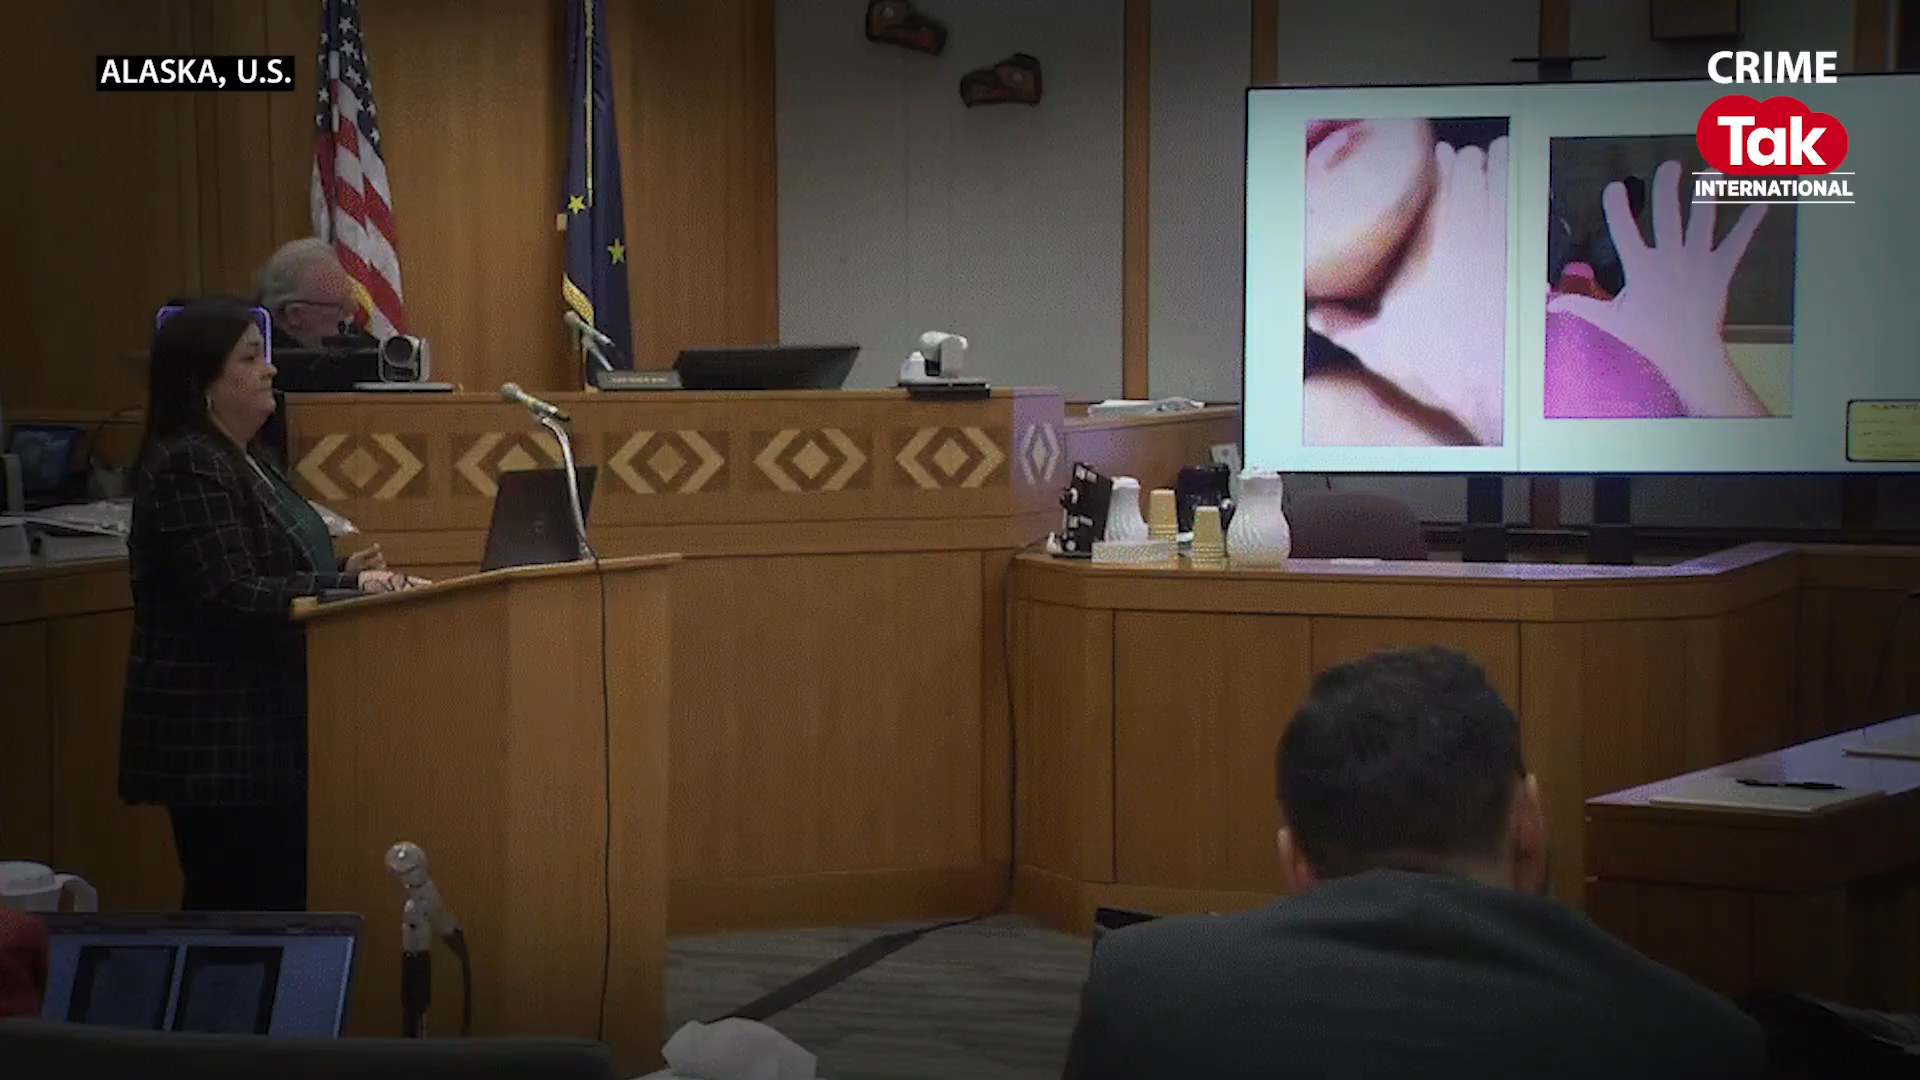 ALASKA, U.S.
CRIME
Tak
INTERNATIONAL